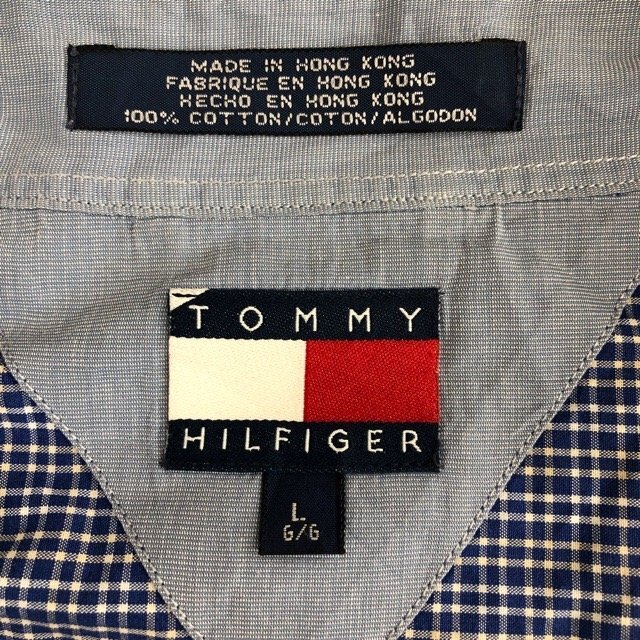 MADE IN HONG KONG
FABRIQUE EN HONG KONG
HECHO EN HONG KONG
100% COTTON/COTON/ALGODON
TOMMY
HILFIGER
L
G/G